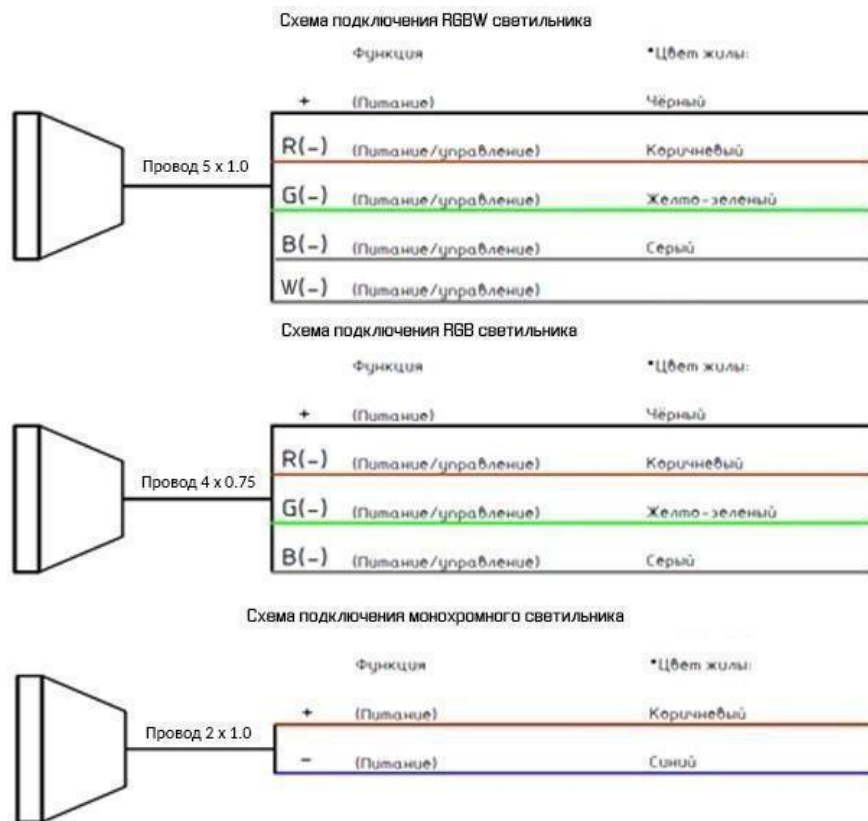 Схема подключения RGBW светильника
Функция *Цвет жилы:
+ (Питание) Чёрный
R(-) (Питание/управление) Коричневый
Провод 5 x 1.0
G(-) (Питание/управление) Желто-зеленый
B(-) (Питание/управление) Серый
W(-) (Питание/управление)
Схема подключения RGB светильника
Функция *Цвет жилы:
+ (Питание) Чёрный
R(-) (Питание/управление) Коричневый
Провод 4 x 0.75
G(-) (Питание/управление) Желто-зеленый
B(-) (Питание/управление) Серый
Схема подключения монохромного светильника
Функция *Цвет жилы:
+ (Питание) Коричневый
Провод 2 x 1.0
- (Питание) Синий